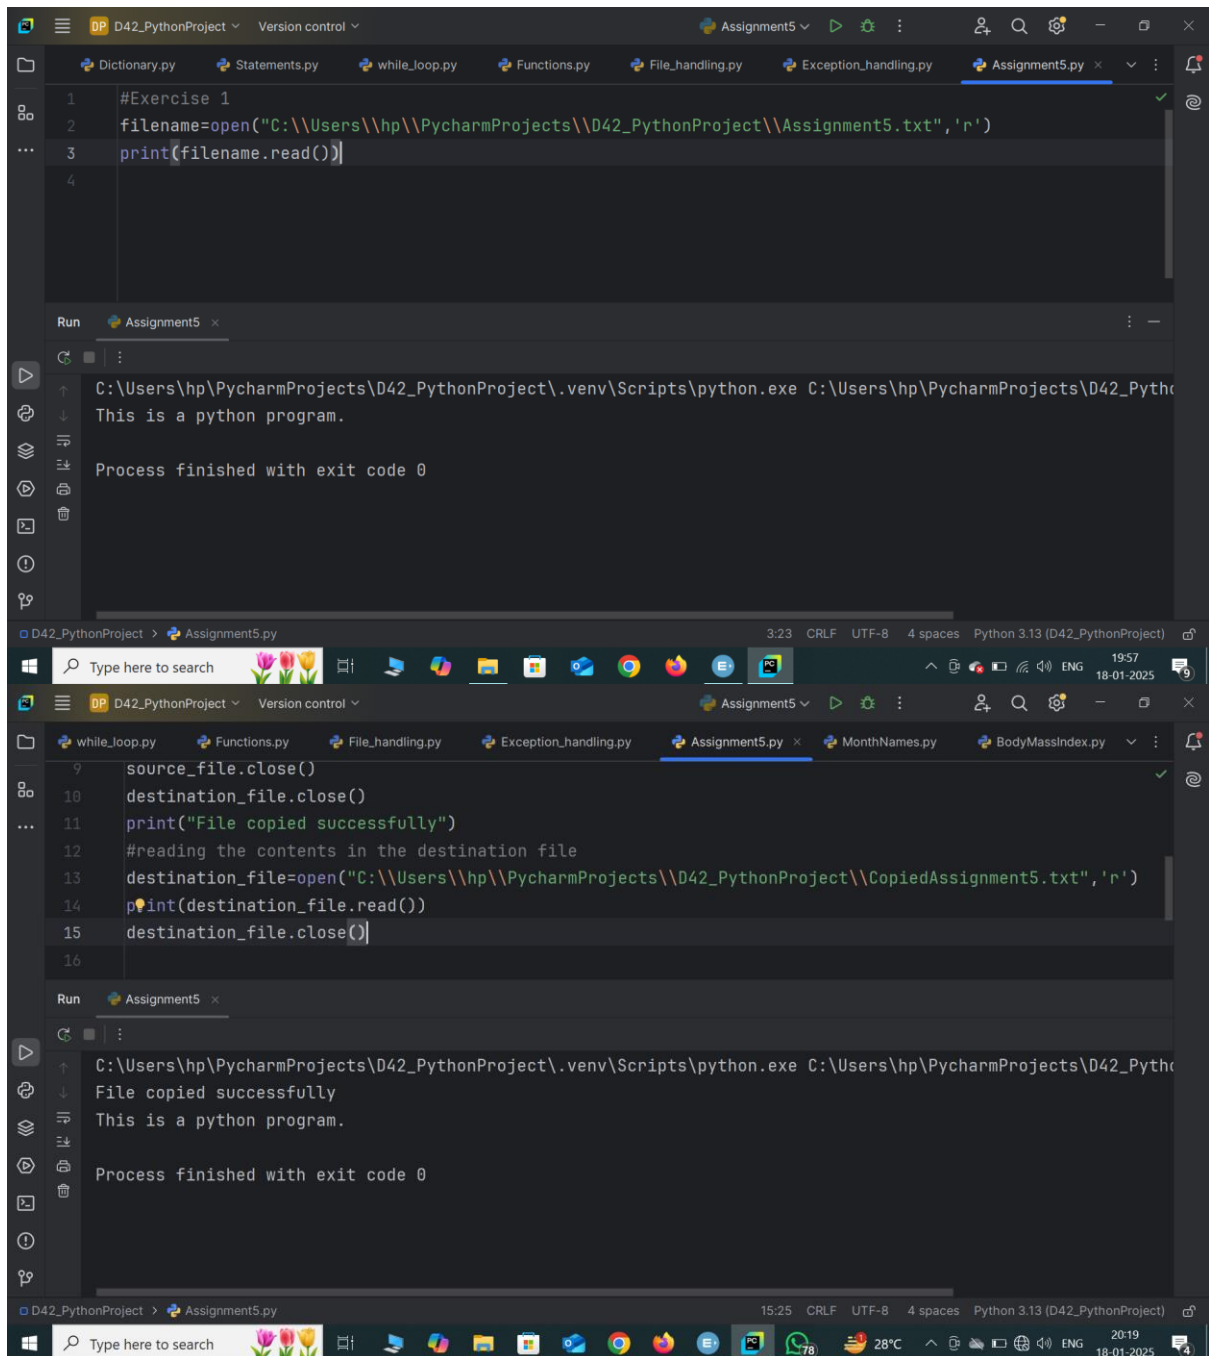 DP D42_PythonProject Version control Assignment5
Dictionary.py Statements.py while_loop.py Functions.py File_handling.py Exception_handling.py Assignment5.py
1 #Exercise 1
2 filename=open("C:\\Users\\hp\\PycharmProjects\\D42_PythonProject\\Assignment5.txt",'r')
3 print(filename.read())
4
Run Assignment5
C:\Users\hp\PycharmProjects\D42_PythonProject\.venv\Scripts\python.exe C:\Users\hp\PycharmProjects\D42_Pytho
This is a python program.
Process finished with exit code 0
D42_PythonProject > Assignment5.py 3:23 CRLF UTF-8 4 spaces Python 3.13 (D42_PythonProject)
Type here to search PC ENG 19:57
18-01-2025 9
DP D42_PythonProject Version control Assignment5
while_loop.py Functions.py File_handling.py Exception_handling.py Assignment5.py MonthNames.py BodyMassIndex.py
9 source_file.close()
10 destination_file.close()
11 print("File copied successfully")
12 #reading the contents in the destination file
13 destination_file=open("C:\\Users\\hp\\PycharmProjects\\D42_PythonProject\\CopiedAssignment5.txt",'r')
14 print(destination_file.read())
15 destination_file.close()
16
Run Assignment5
C:\Users\hp\PycharmProjects\D42_PythonProject\.venv\Scripts\python.exe C:\Users\hp\PycharmProjects\D42_Pytho
File copied successfully
This is a python program.
Process finished with exit code 0
D42_PythonProject > Assignment5.py 15:25 CRLF UTF-8 4 spaces Python 3.13 (D42_PythonProject)
Type here to search PC 78 1 28°C ENG 20:19
18-01-2025 4